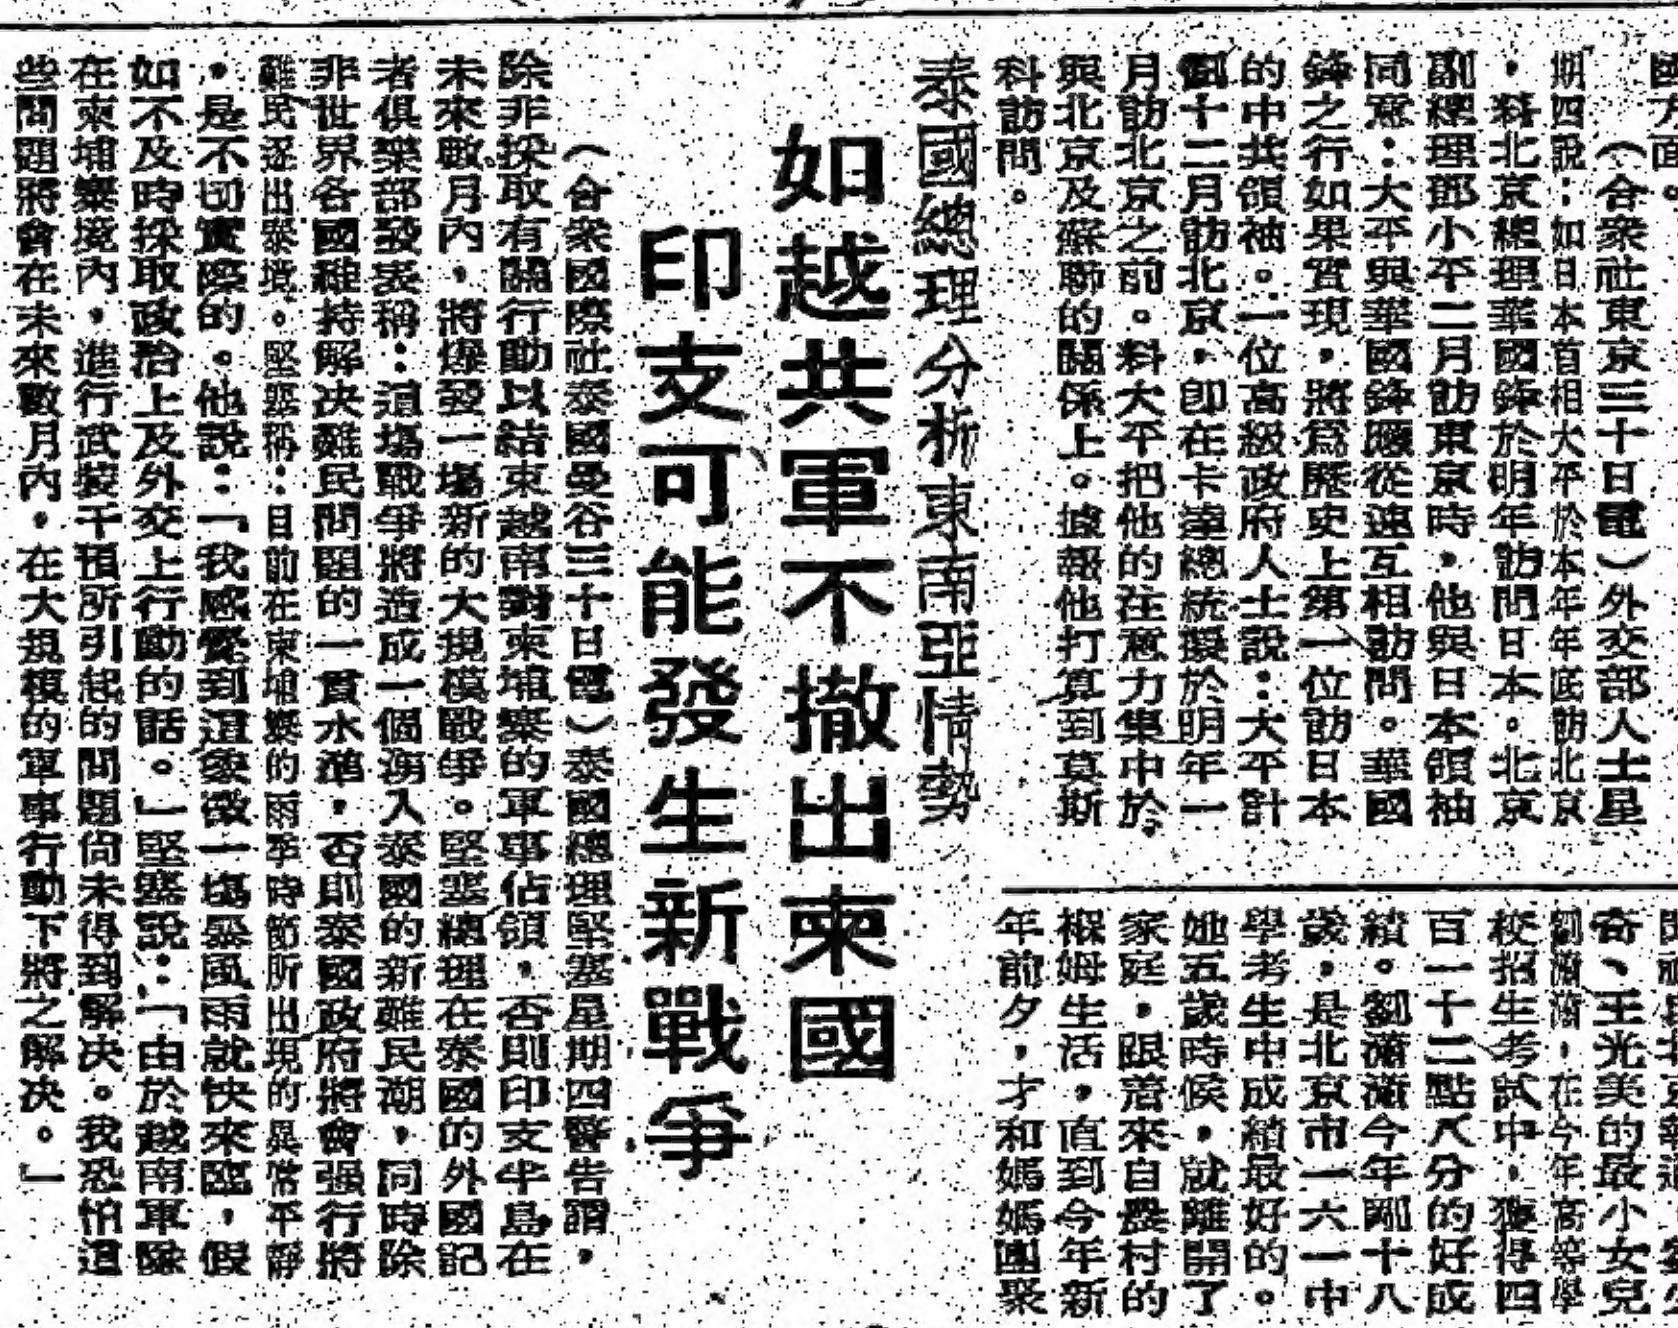 國方面。
（合衆社東京三十日電）外交部人士星
期四說：如日本首相大平於本年年底訪北京
，料北京總理華國鋒於明年訪問日本。北京
副總理鄧小平二月訪東京時，他與日本領袖
同意：大平與華國鋒應從速互相訪問。華國
鋒之行如果實現，將爲歷史上第一位訪日本
的中共領袖。一位高級政府人士說：大平計
劃十二月訪北京，卽在卡達總統擬於明年一
月訪北京之前。料大平把他的注意力集中於
與北京及蘇聯的關係上。據報他打算到莫斯
科訪問。
奇、王光美的最小女兒
劉瀟瀟，在今年高等學
校招生考試中，獲得四
百一十二點八分的好成
績。劉瀟瀟今年剛十八
歲，是北京市一六一中
學考生中成績最好的。
她五歲時候，就離開了
家庭，跟着來自農村的
褓姆生活，直到今年新
年前夕，才和媽媽團聚
泰國總理分析東南亞情勢
如越共軍不撤出柬國
印支可能發生新戰爭
（合衆國際社泰國曼谷三十日電）泰國總理堅塞星期四警告謂，
除非採取有關行動以結束越南對柬埔寨的軍事佔領，否則印支半島在
未來數月內，將爆發一場新的大規模戰爭。堅塞總理在泰國的外國記
者俱樂部發表稱：這場戰爭將造成一個湧入泰國的新難民潮，同時除
非世界各國維持解决難民問題的一貫水準，否則泰國政府將會强行將
難民逐出泰境。堅塞稱：目前在柬埔寨的雨季時節所出現的異常平靜
，是不切實際的。他說：「我感覺到這象徵一場暴風雨就快來臨，假
如不及時採取政治上及外交上行動的話。」堅塞說：「由於越南軍隊
在柬埔寨境內，進行武裝干預所引起的問題尙未得到解决。我恐怕這
些問題將會在未來數月內，在大規模的軍事行動下將之解决。」